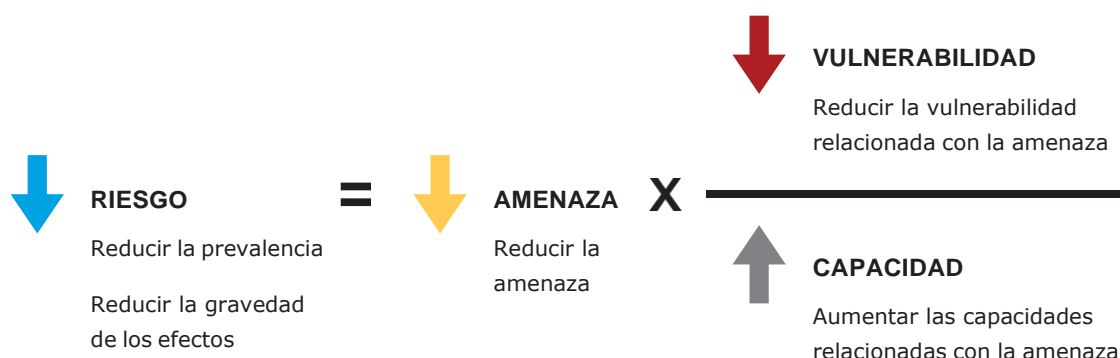 VULNERABILIDAD
Reducir la vulnerabilidad
relacionada con la amenaza
RIESGO
=
AMENAZA
X
Reducir la prevalencia
Reducir la gravedad
de los efectos
Reducir la
amenaza
CAPACIDAD
Aumentar las capacidades
relacionadas con la amenaza